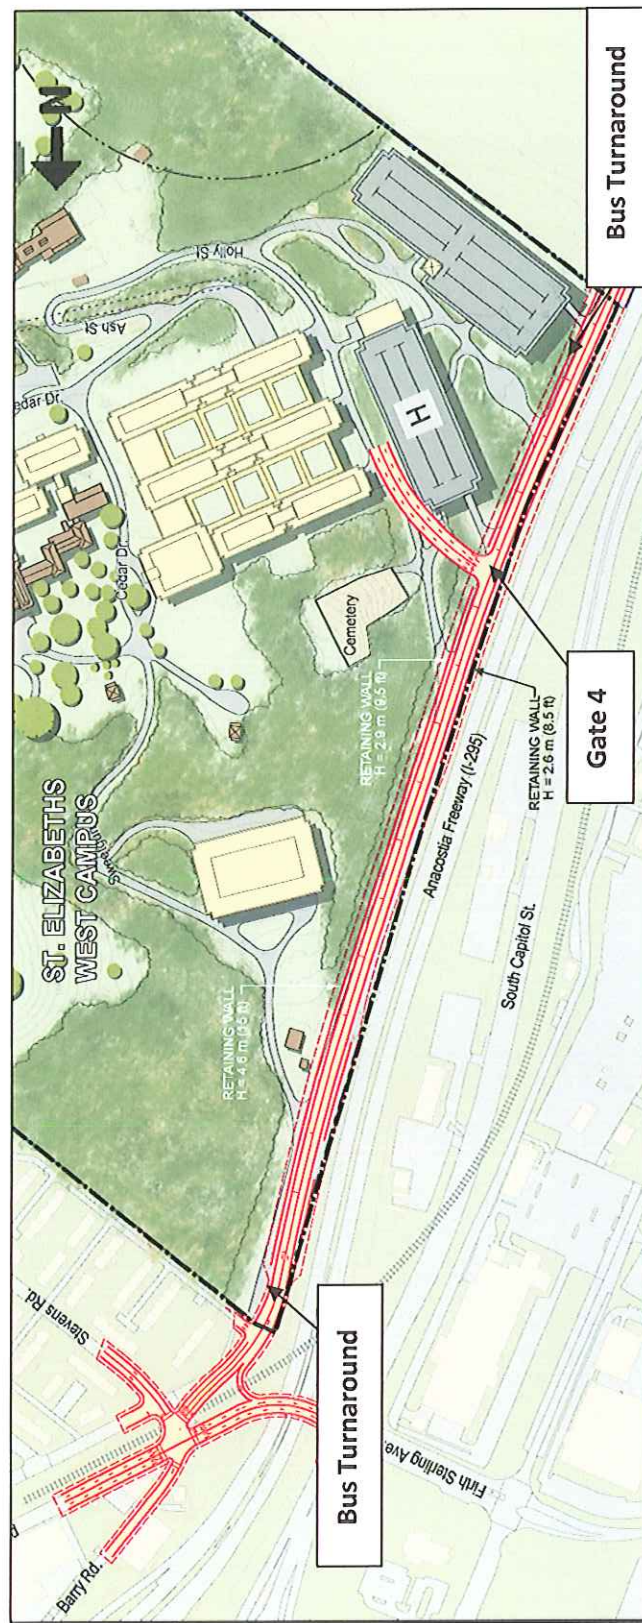 ST. ELIZABETHS
WEST CAMPUS
Stevens Rd.
Barry Rd.
Firth Sterling Ave.
Bus Turnaround
RETAINING WALL
H = 4.6 m (15 ft)
RETAINING WALL
H = 2.9 m (9.5 ft)
RETAINING WALL
H = 2.6 m (8.5 ft)
Anacostia Freeway (I-295)
South Capitol St.
Gate 4
Cemetery
Cedar Dr.
edar Dr.
Ash St
Holly St
H
N
Bus Turnaround